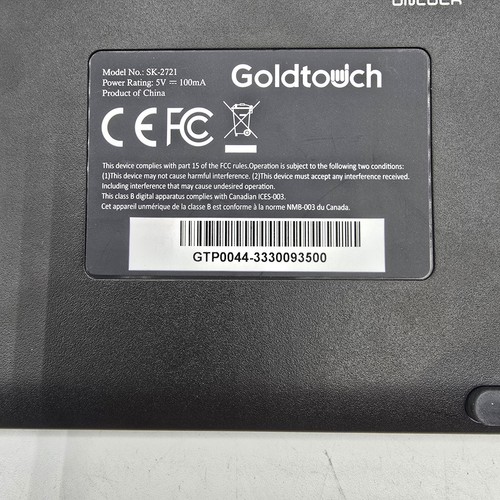 Model No.: SK-2721
Goldtouch
Power Rating: 5V ⎓ 100mA
Product of China
CE FC
This device complies with part 15 of the FCC rules.Operation is subject to the following two conditions:
(1)This device may not cause harmful interference. (2)This device must accept any interference received.
Including interference that may cause undesired operation.
This class B digital apparatus complies with Canadian ICES-003.
Cet appareil unmérique de la classe B est conforme à la norme NMB-003 du Canada.
GTP0044-3330093500